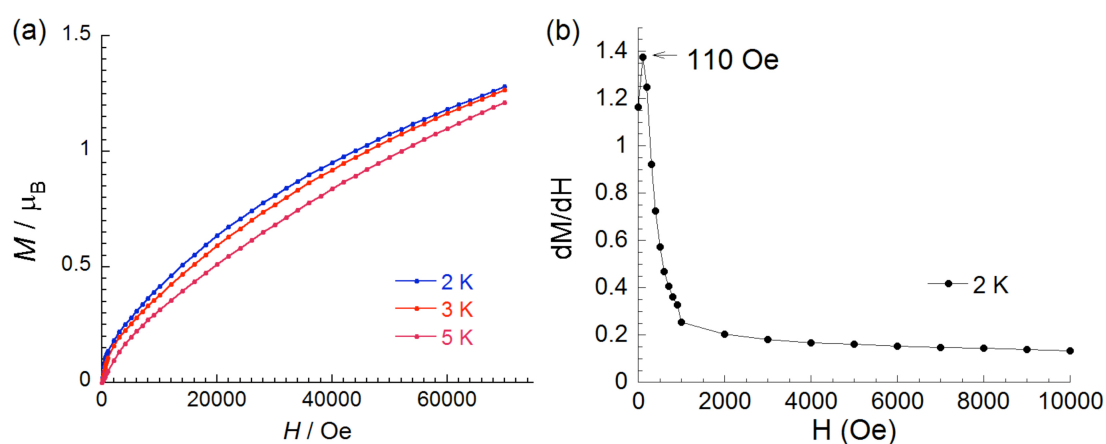 (a)
1.5
1
0.5
0
M / μB
0 20000 40000 60000
H / Oe
2 K
3 K
5 K
(b)
1.4
1.2
1
0.8
0.6
0.4
0.2
0
dM/dH
110 Oe
2 K
0 2000 4000 6000 8000 10000
H (Oe)